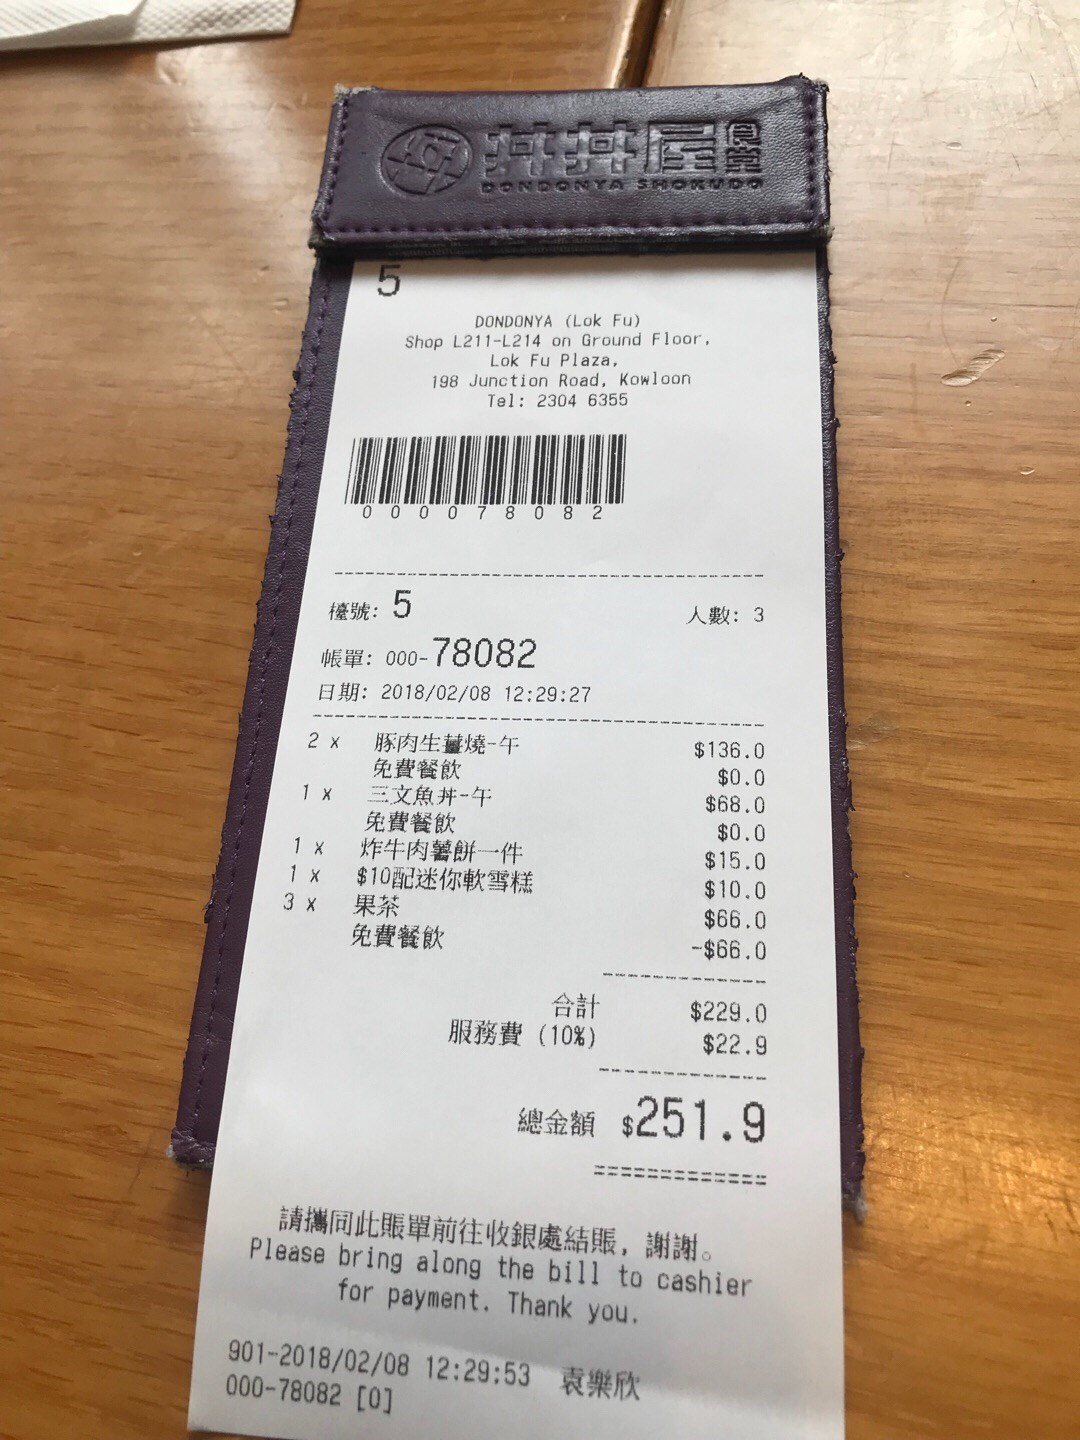 丼丼屋 食堂
DONDONYA SHOKUDO
5
DONDONYA (Lok Fu)
Shop L211-L214 on Ground Floor,
Lok Fu Plaza,
198 Junction Road, Kowloon
Tel: 2304 6355
00078082
檯號: 5 人數: 3
帳單: 000-78082
日期: 2018/02/08 12:29:27
2 x 豚肉生薑燒-午 $136.0
免費餐飲 $0.0
1 x 三文魚丼-午 $68.0
免費餐飲 $0.0
1 x 炸牛肉薯餅一件 $15.0
1 x $10配迷你軟雪糕 $10.0
3 x 果茶 $66.0
免費餐飲 -$66.0
合計 $229.0
服務費 (10%) $22.9
總金額 $251.9
請攜同此賬單前往收銀處結賬, 謝謝。
Please bring along the bill to cashier
for payment. Thank you.
901-2018/02/08 12:29:53 袁樂欣
000-78082 [0]